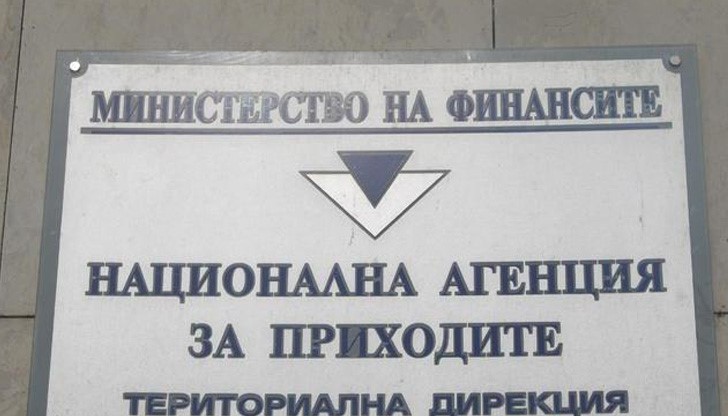 МИНИСТЕРСТВО НА ФИНАНСИТЕ
НАЦИОНАЛНА АГЕНЦИЯ
ЗА ПРИХОДИТЕ
ТЕРИТОРИАЛНА ДИРЕКЦИЯ